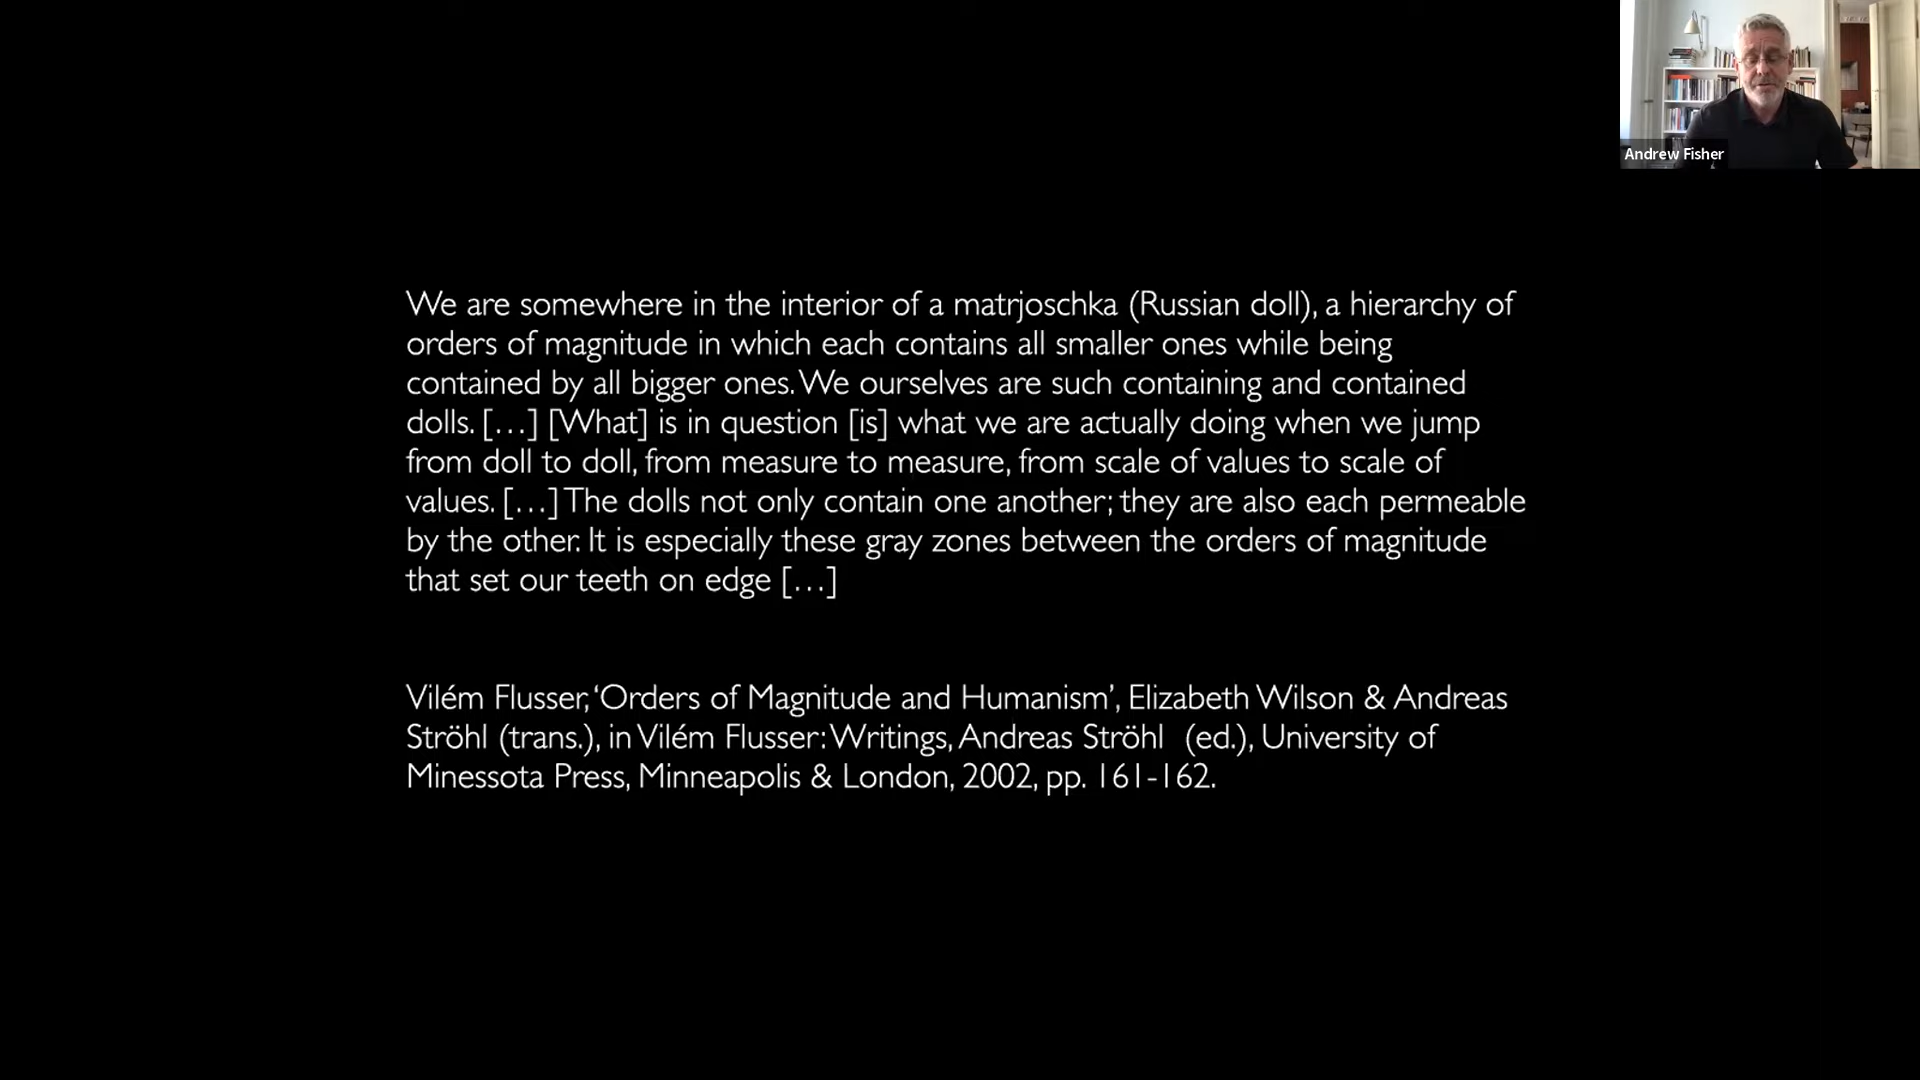 Andrew Fisher
We are somewhere in the interior of a matrjoschka (Russian doll), a hierarchy of
orders of magnitude in which each contains all smaller ones while being
contained by all bigger ones. We ourselves are such containing and contained
dolls. […] [What] is in question [is] what we are actually doing when we jump
from doll to doll, from measure to measure, from scale of values to scale of
values. […] The dolls not only contain one another; they are also each permeable
by the other. It is especially these gray zones between the orders of magnitude
that set our teeth on edge […]
Vilém Flusser, ‘Orders of Magnitude and Humanism’, Elizabeth Wilson & Andreas
Ströhl (trans.), in Vilém Flusser: Writings, Andreas Ströhl (ed.), University of
Minessota Press, Minneapolis & London, 2002, pp. 161-162.